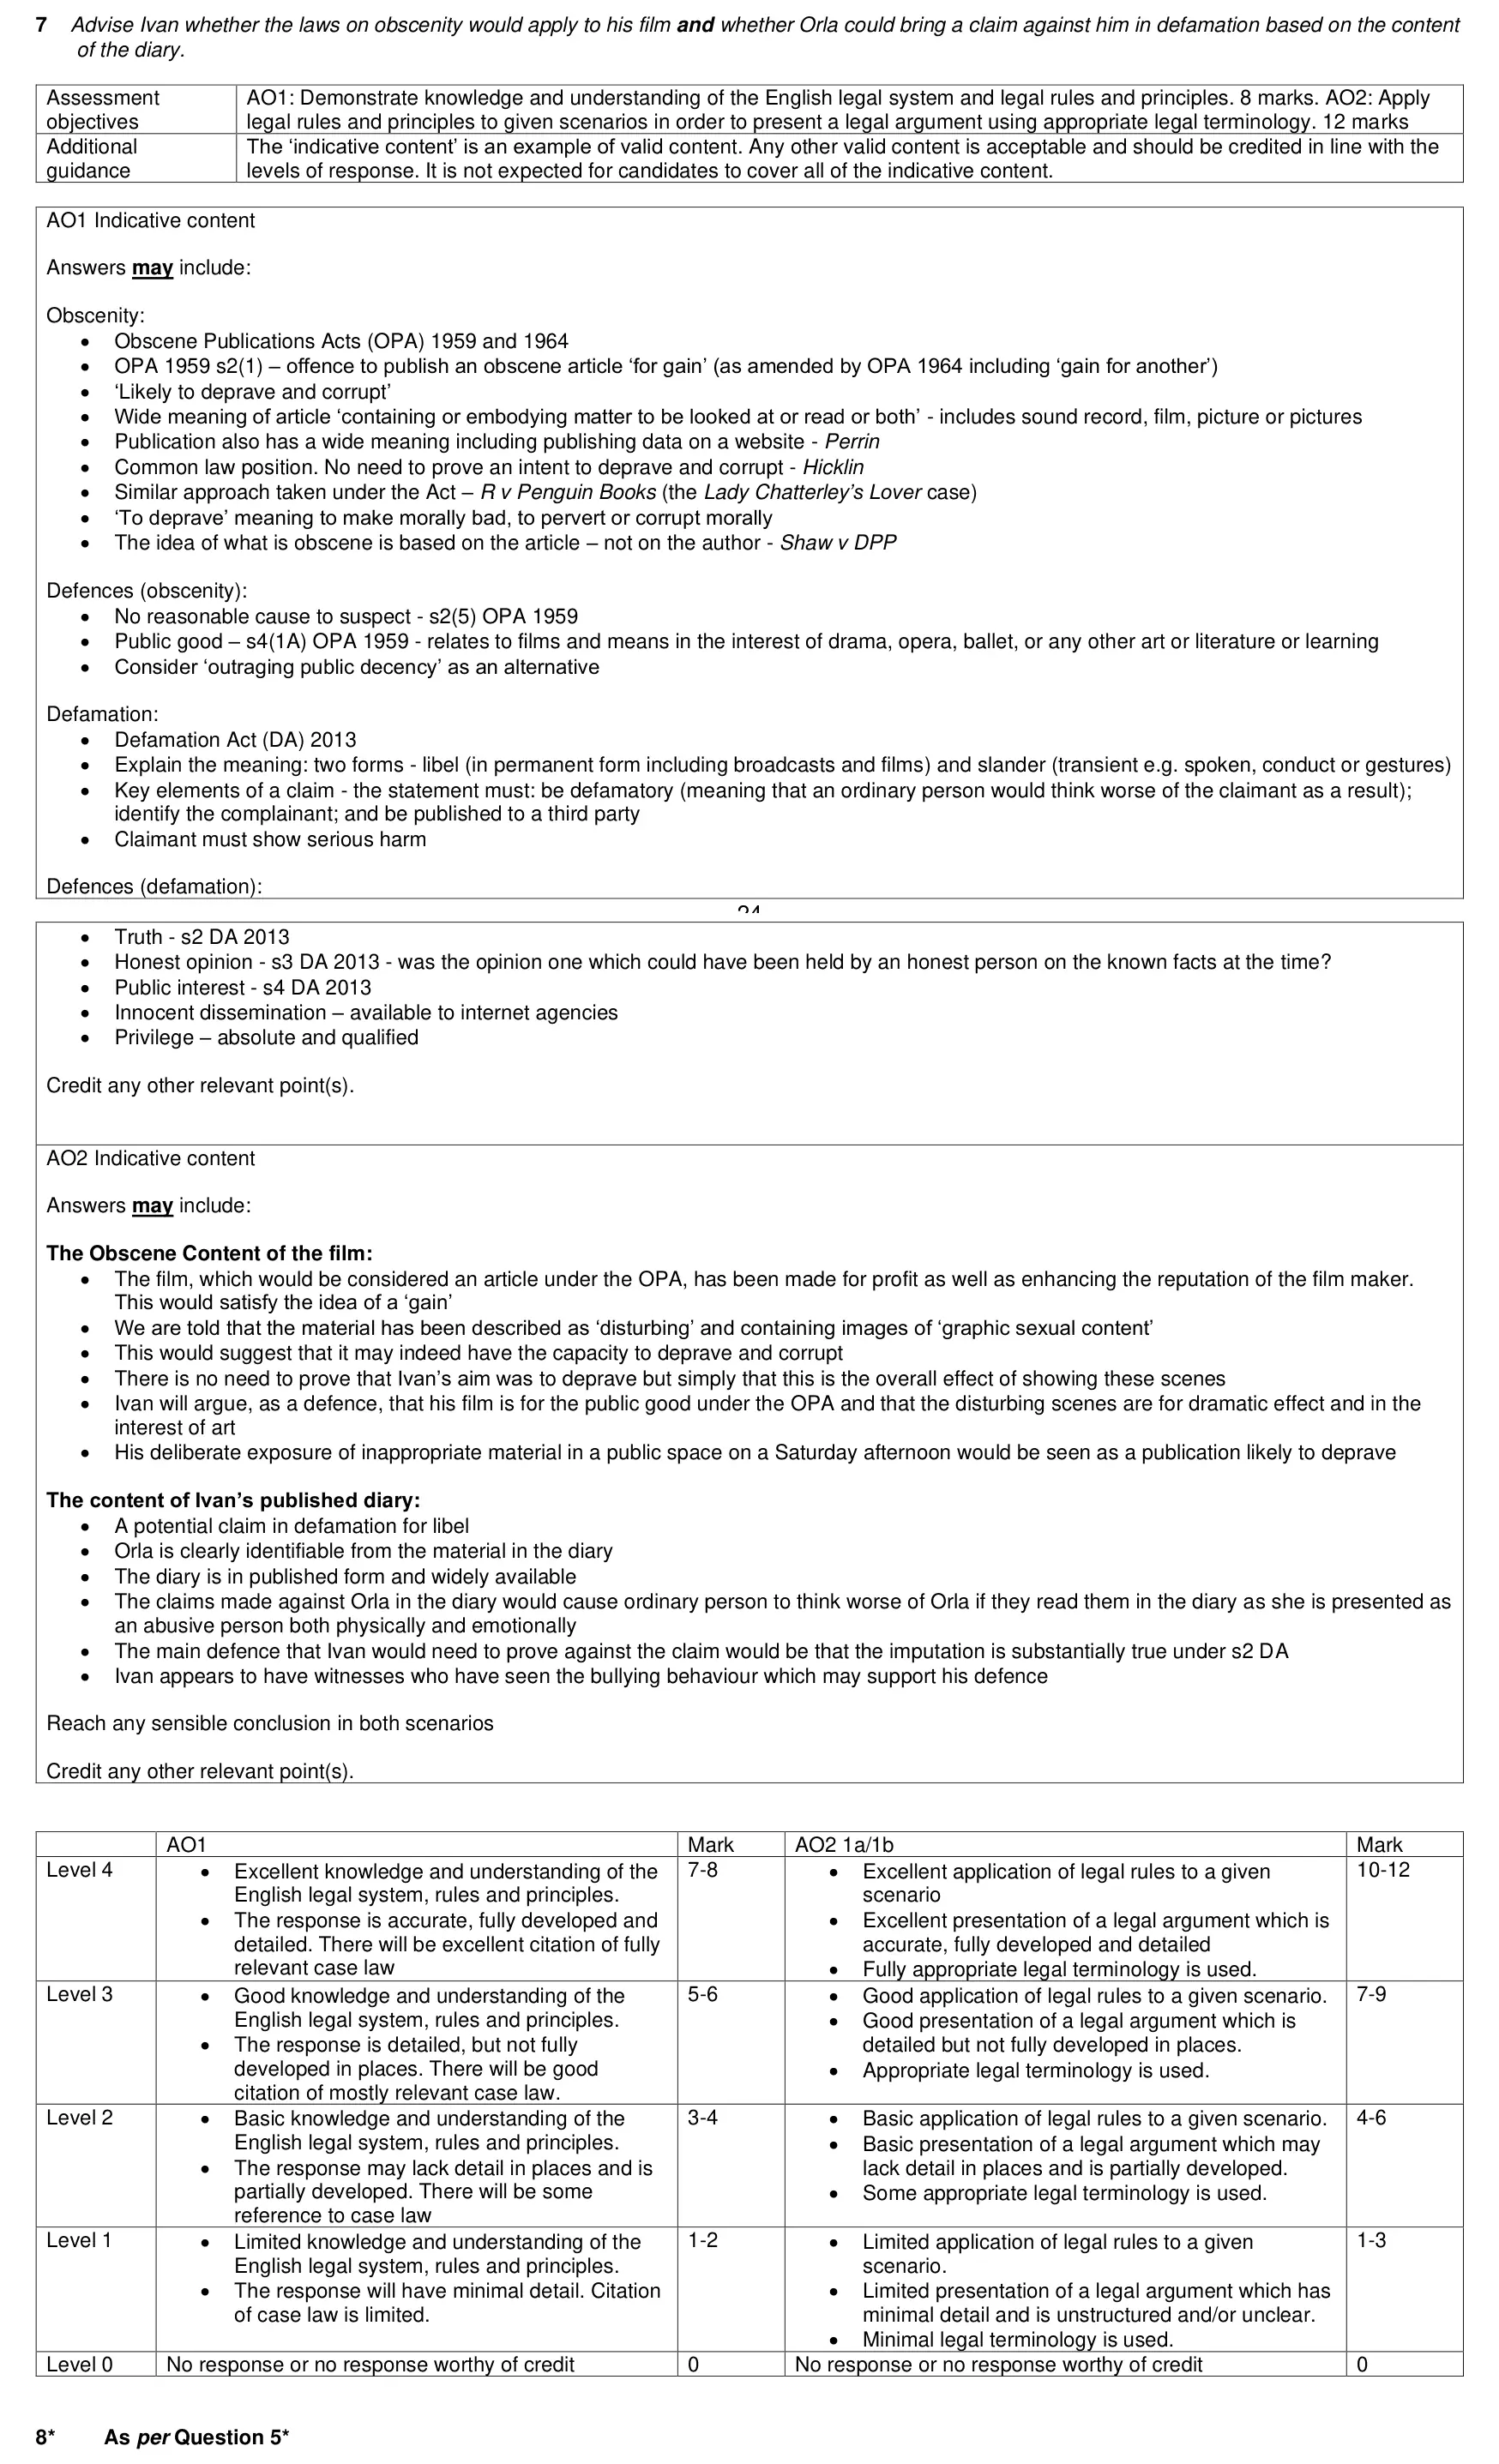 7 Advise Ivan whether the laws on obscenity would apply to his film and whether Orla could bring a claim against him in defamation based on the content
of the diary.
Assessment
objectives
AO1: Demonstrate knowledge and understanding of the English legal system and legal rules and principles. 8 marks. AO2: Apply
legal rules and principles to given scenarios in order to present a legal argument using appropriate legal terminology. 12 marks
Additional
guidance
The ‘indicative content’ is an example of valid content. Any other valid content is acceptable and should be credited in line with the
levels of response. It is not expected for candidates to cover all of the indicative content.
AO1 Indicative content
Answers may include:
Obscenity:
• Obscene Publications Acts (OPA) 1959 and 1964
• OPA 1959 s2(1) – offence to publish an obscene article ‘for gain’ (as amended by OPA 1964 including ‘gain for another’)
• ‘Likely to deprave and corrupt’
• Wide meaning of article ‘containing or embodying matter to be looked at or read or both’ - includes sound record, film, picture or pictures
• Publication also has a wide meaning including publishing data on a website - Perrin
• Common law position. No need to prove an intent to deprave and corrupt - Hicklin
• Similar approach taken under the Act – R v Penguin Books (the Lady Chatterley’s Lover case)
• ‘To deprave’ meaning to make morally bad, to pervert or corrupt morally
• The idea of what is obscene is based on the article – not on the author - Shaw v DPP
Defences (obscenity):
• No reasonable cause to suspect - s2(5) OPA 1959
• Public good – s4(1A) OPA 1959 - relates to films and means in the interest of drama, opera, ballet, or any other art or literature or learning
• Consider ‘outraging public decency’ as an alternative
Defamation:
• Defamation Act (DA) 2013
• Explain the meaning: two forms - libel (in permanent form including broadcasts and films) and slander (transient e.g. spoken, conduct or gestures)
• Key elements of a claim - the statement must: be defamatory (meaning that an ordinary person would think worse of the claimant as a result);
identify the complainant; and be published to a third party
• Claimant must show serious harm
Defences (defamation):
• Truth - s2 DA 2013
• Honest opinion - s3 DA 2013 - was the opinion one which could have been held by an honest person on the known facts at the time?
• Public interest - s4 DA 2013
• Innocent dissemination – available to internet agencies
• Privilege – absolute and qualified
Credit any other relevant point(s).
AO2 Indicative content
Answers may include:
The Obscene Content of the film:
• The film, which would be considered an article under the OPA, has been made for profit as well as enhancing the reputation of the film maker.
This would satisfy the idea of a ‘gain’
• We are told that the material has been described as ‘disturbing’ and containing images of ‘graphic sexual content’
• This would suggest that it may indeed have the capacity to deprave and corrupt
• There is no need to prove that Ivan’s aim was to deprave but simply that this is the overall effect of showing these scenes
• Ivan will argue, as a defence, that his film is for the public good under the OPA and that the disturbing scenes are for dramatic effect and in the
interest of art
• His deliberate exposure of inappropriate material in a public space on a Saturday afternoon would be seen as a publication likely to deprave
The content of Ivan’s published diary:
• A potential claim in defamation for libel
• Orla is clearly identifiable from the material in the diary
• The diary is in published form and widely available
• The claims made against Orla in the diary would cause ordinary person to think worse of Orla if they read them in the diary as she is presented as
an abusive person both physically and emotionally
• The main defence that Ivan would need to prove against the claim would be that the imputation is substantially true under s2 DA
• Ivan appears to have witnesses who have seen the bullying behaviour which may support his defence
Reach any sensible conclusion in both scenarios
Credit any other relevant point(s).
AO1 Mark AO2 1a/1b Mark
Level 4
• Excellent knowledge and understanding of the
English legal system, rules and principles.
• The response is accurate, fully developed and
detailed. There will be excellent citation of fully
relevant case law
7-8
• Excellent application of legal rules to a given
scenario
• Excellent presentation of a legal argument which is
accurate, fully developed and detailed
• Fully appropriate legal terminology is used.
10-12
Level 3
• Good knowledge and understanding of the
English legal system, rules and principles.
• The response is detailed, but not fully
developed in places. There will be good
citation of mostly relevant case law.
5-6
• Good application of legal rules to a given scenario.
• Good presentation of a legal argument which is
detailed but not fully developed in places.
• Appropriate legal terminology is used.
7-9
Level 2
• Basic knowledge and understanding of the
English legal system, rules and principles.
• The response may lack detail in places and is
partially developed. There will be some
reference to case law
3-4
• Basic application of legal rules to a given scenario.
• Basic presentation of a legal argument which may
lack detail in places and is partially developed.
• Some appropriate legal terminology is used.
4-6
Level 1
• Limited knowledge and understanding of the
English legal system, rules and principles.
• The response will have minimal detail. Citation
of case law is limited.
1-2
• Limited application of legal rules to a given
scenario.
• Limited presentation of a legal argument which has
minimal detail and is unstructured and/or unclear.
• Minimal legal terminology is used.
1-3
Level 0
No response or no response worthy of credit
0
No response or no response worthy of credit
0
8* As per Question 5*